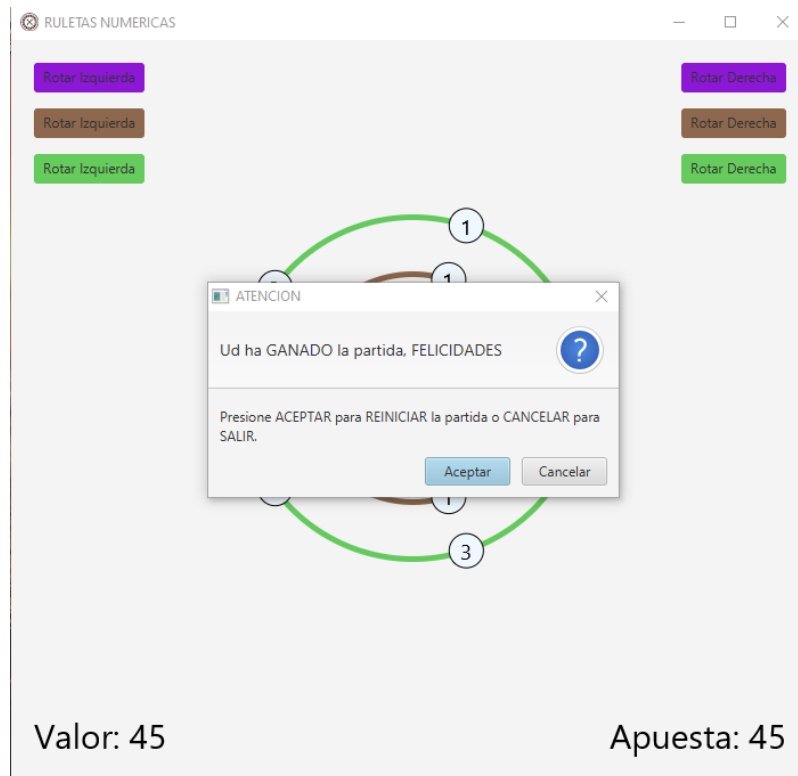 RULETAS NUMERICAS
Rotar Izquierda
Rotar Derecha
Rotar Izquierda
Rotar Derecha
Rotar Izquierda
Rotar Derecha
1
1
ATENCION
Ud ha GANADO la partida, FELICIDADES
?
Presione ACEPTAR para REINICIAR la partida o CANCELAR para
SALIR.
Aceptar
Cancelar
1
3
Valor: 45
Apuesta: 45